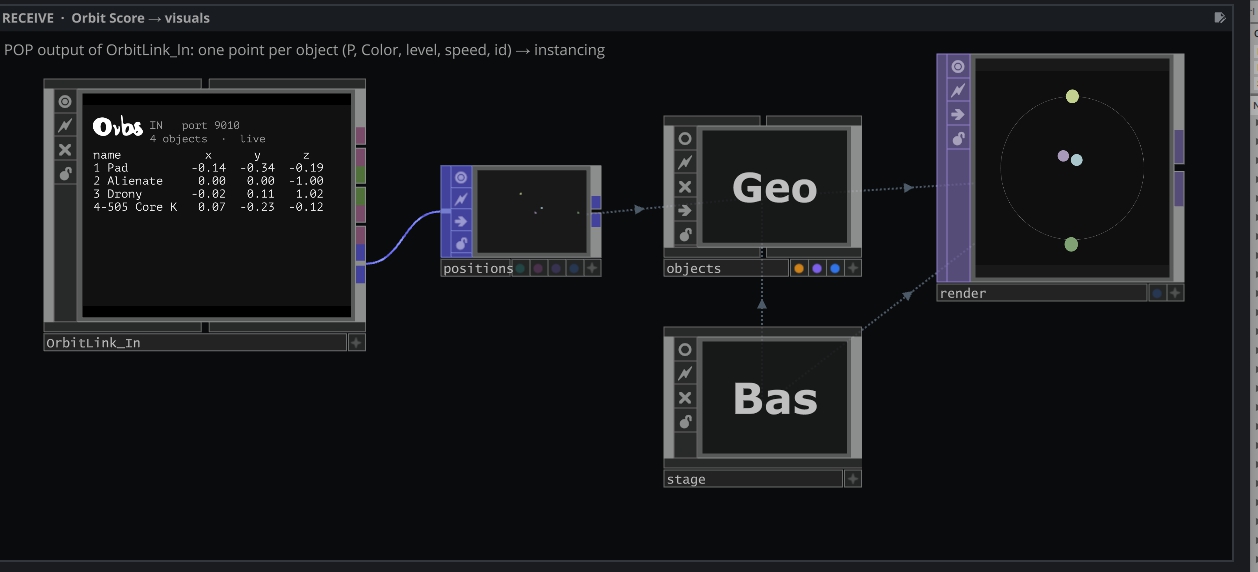 RECEIVE · Orbit Score → visuals
POP output of OrbitLink_In: one point per object (P, Color, level, speed, id) → instancing
Orbs IN port 9010
4 objects · live
name x y z
1 Pad -0.14 -0.34 -0.19
2 Alienate 0.00 0.00 -1.00
3 Drony -0.02 0.11 1.02
4-505 Core K 0.07 -0.23 -0.12
OrbitLink_In
positions
Geo
objects
Bas
stage
render